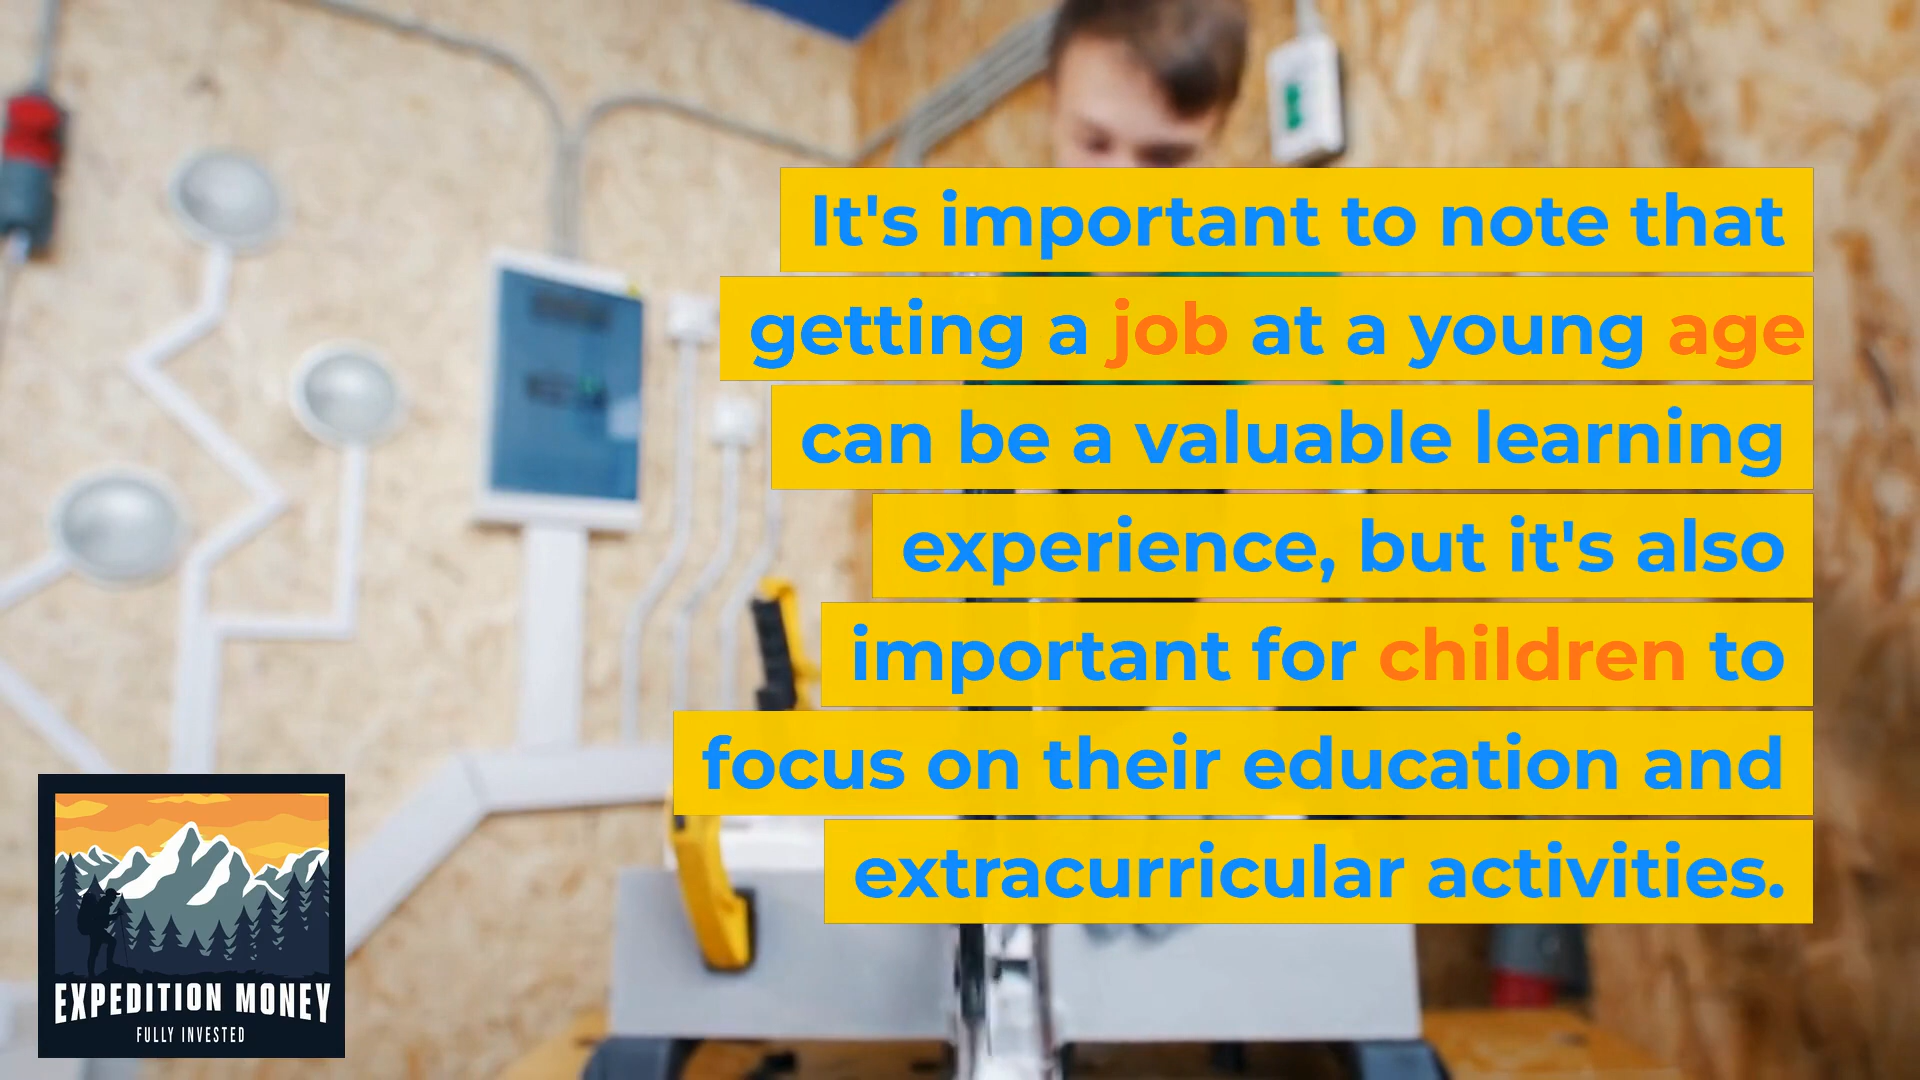 It's important to note that
getting a job at a young age
can be a valuable learning
experience, but it's also
important for children to
focus on their education and
extracurricular activities.
EXPEDITION MONEY
FULLY INVESTED